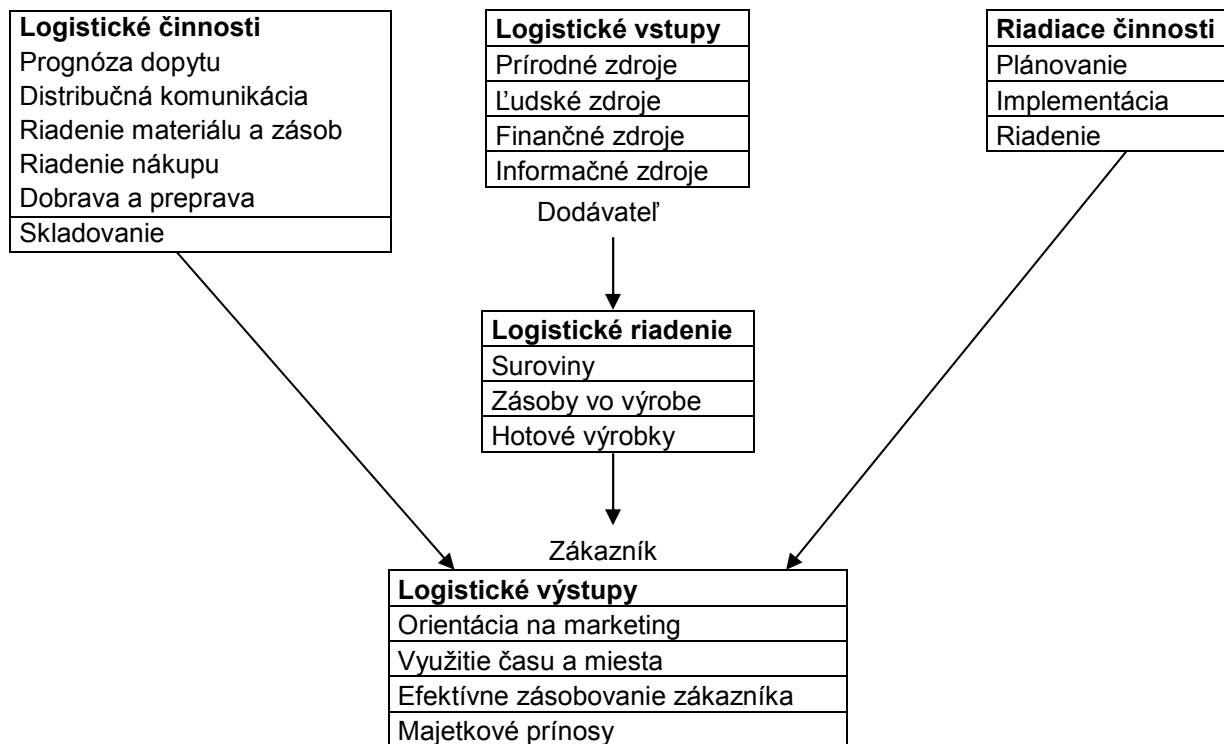 Logistické činnosti
Prognóza dopytu
Distribučná komunikácia
Riadenie materiálu a zásob
Riadenie nákupu
Dobrava a preprava
Skladovanie
Logistické vstupy
Prírodné zdroje
Ľudské zdroje
Finančné zdroje
Informačné zdroje
Dodávateľ
Riadiace činnosti
Plánovanie
Implementácia
Riadenie
Logistické riadenie
Suroviny
Zásoby vo výrobe
Hotové výrobky
Zákazník
Logistické výstupy
Orientácia na marketing
Využitie času a miesta
Efektívne zásobovanie zákazníka
Majetkové prínosy